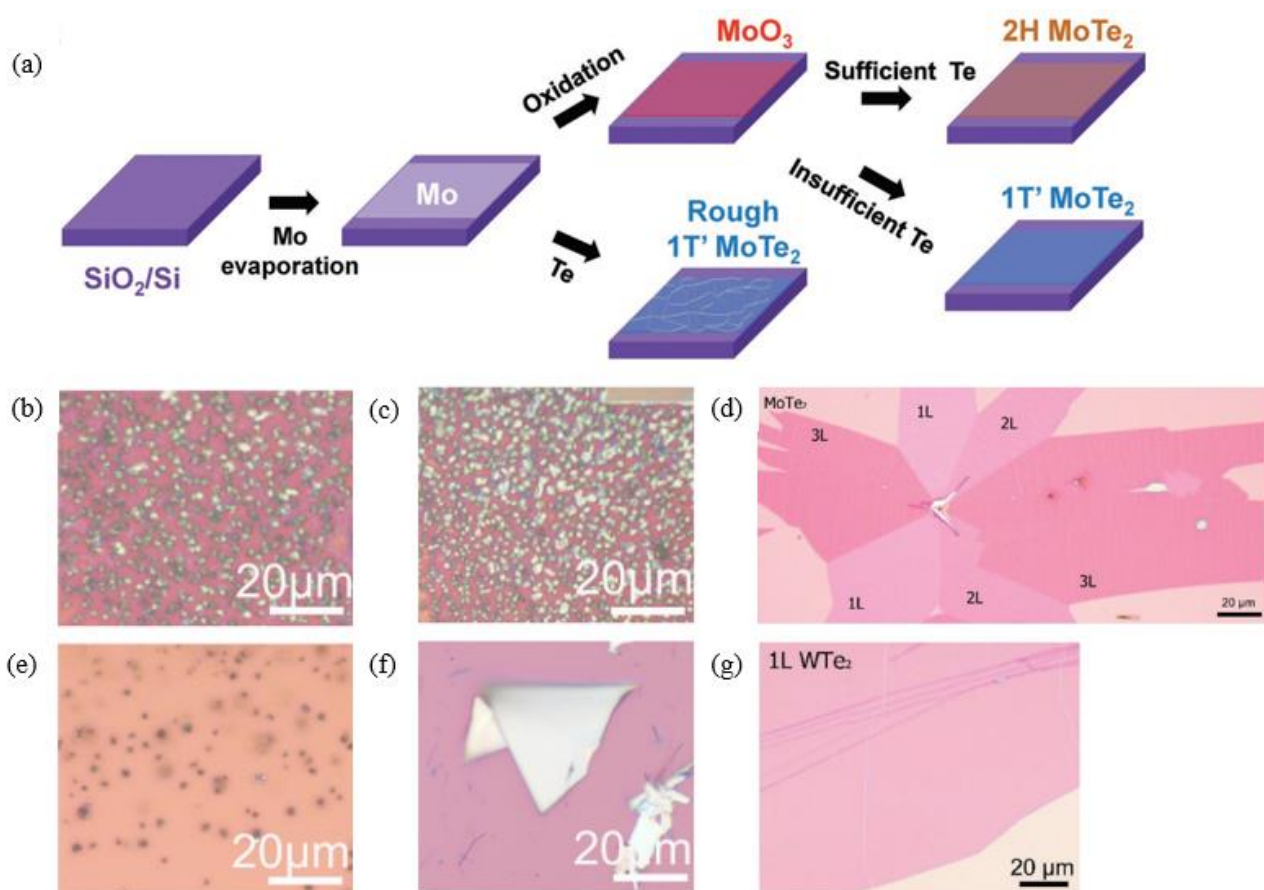 (a)
MoO₃
2H MoTe₂
Oxidation
Sufficient Te
Mo
Mo
evaporation
SiO₂/Si
Te
Rough
1T' MoTe₂
Insufficient Te
1T' MoTe₂
(b)
20μm
(c)
20μm
(d)
MoTe₂
1L
2L
3L
1L
2L
3L
20 μm
(e)
20μm
(f)
20μm
(g)
1L WTe₂
20 μm